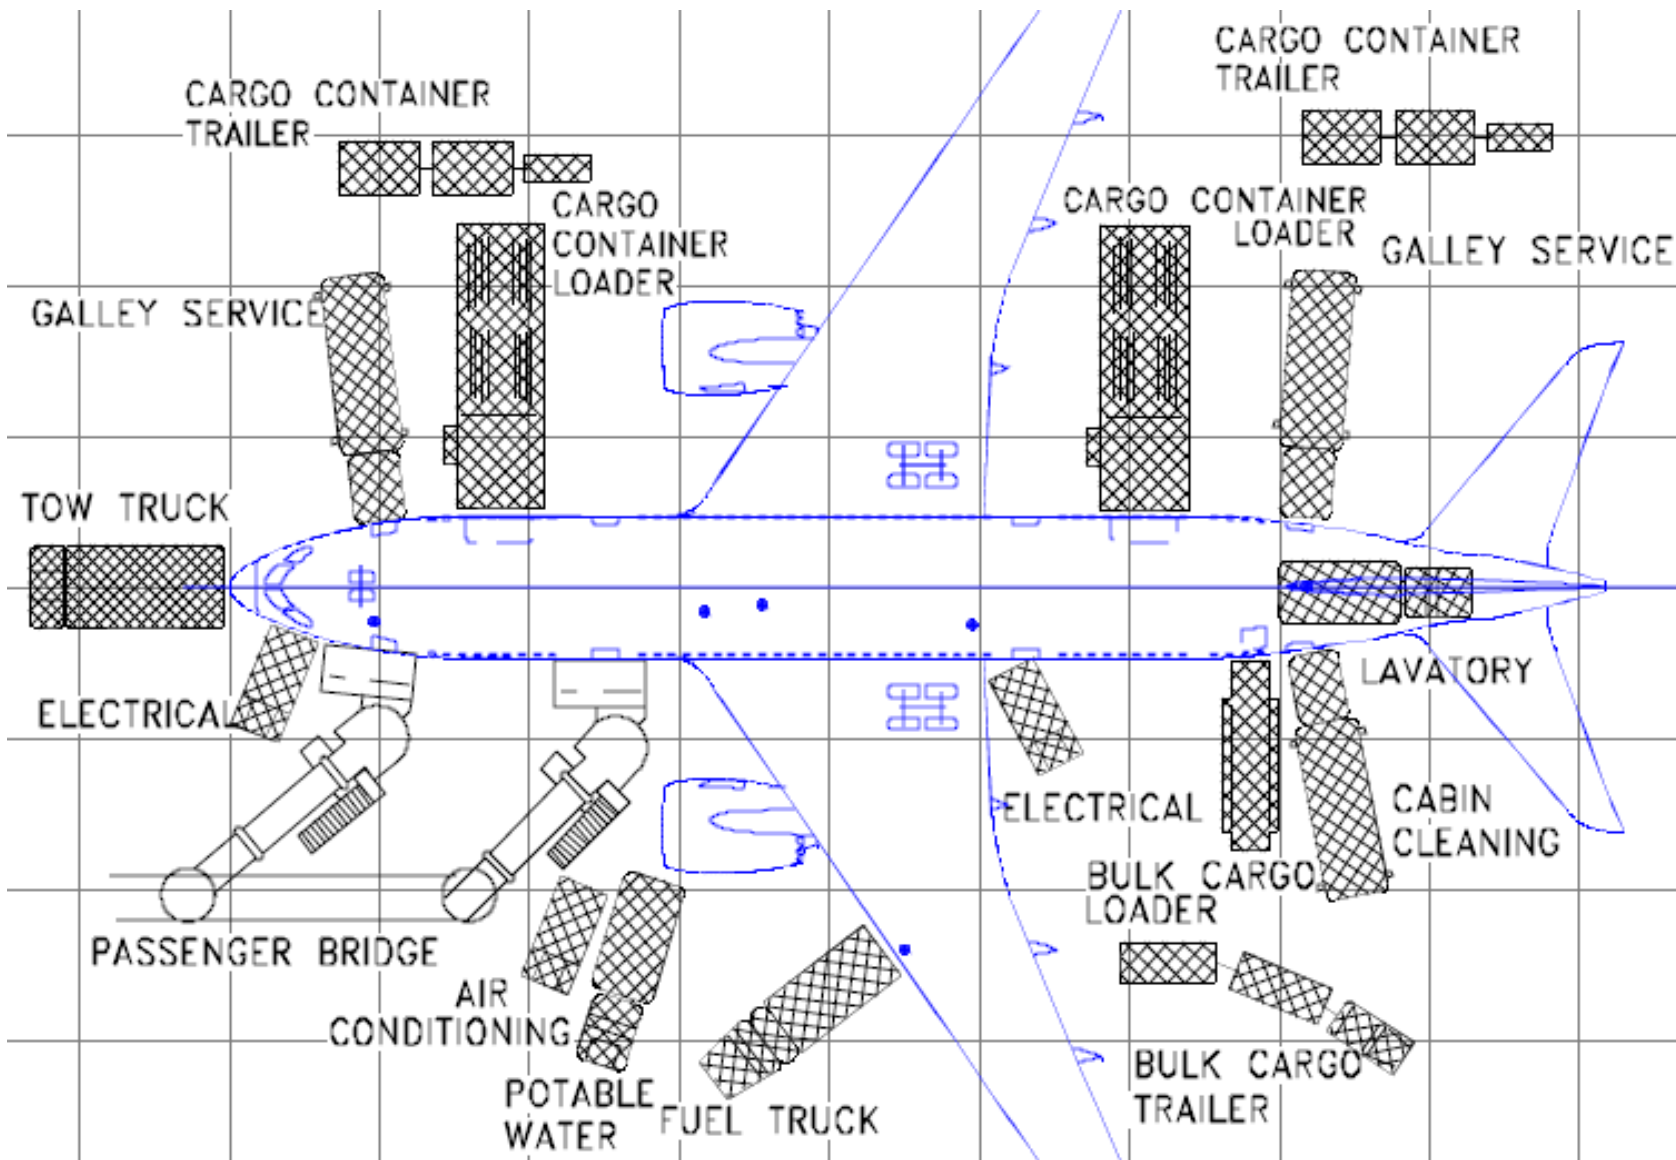 CARGO CONTAINER
TRAILER
CARGO CONTAINER
TRAILER
CARGO
CONTAINER
LOADER
CARGO CONTAINER
LOADER
GALLEY SERVICE
GALLEY SERVICE
TOW TRUCK
ELECTRICAL
LAVATORY
ELECTRICAL
CABIN
CLEANING
BULK CARGO
LOADER
PASSENGER BRIDGE
AIR
CONDITIONING
POTABLE
WATER
FUEL TRUCK
BULK CARGO
TRAILER